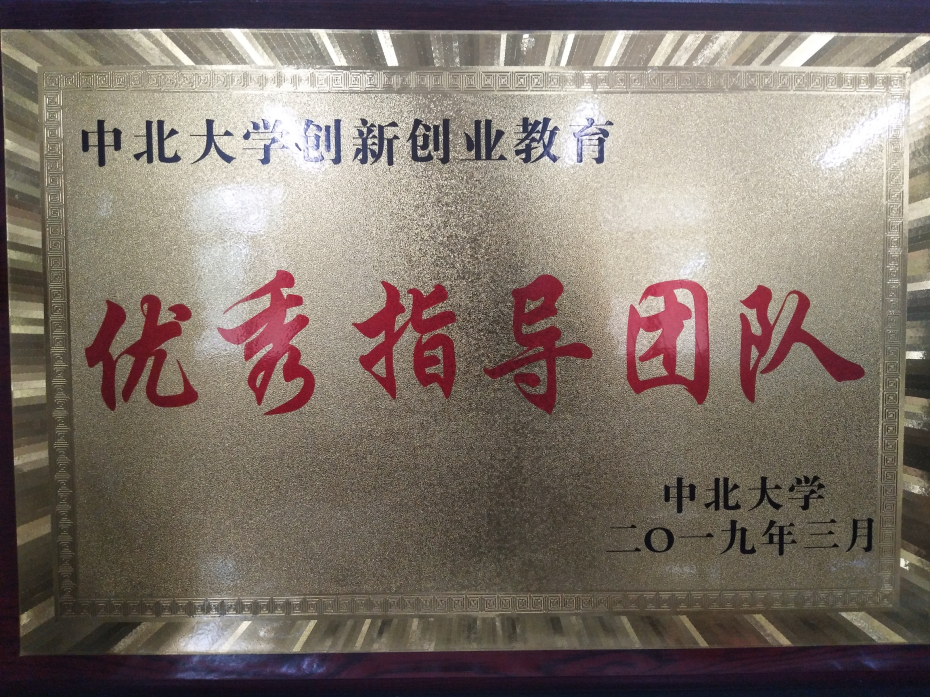 中北大学创新创业教育
优秀指导团队
中北大学
二〇一九年三月